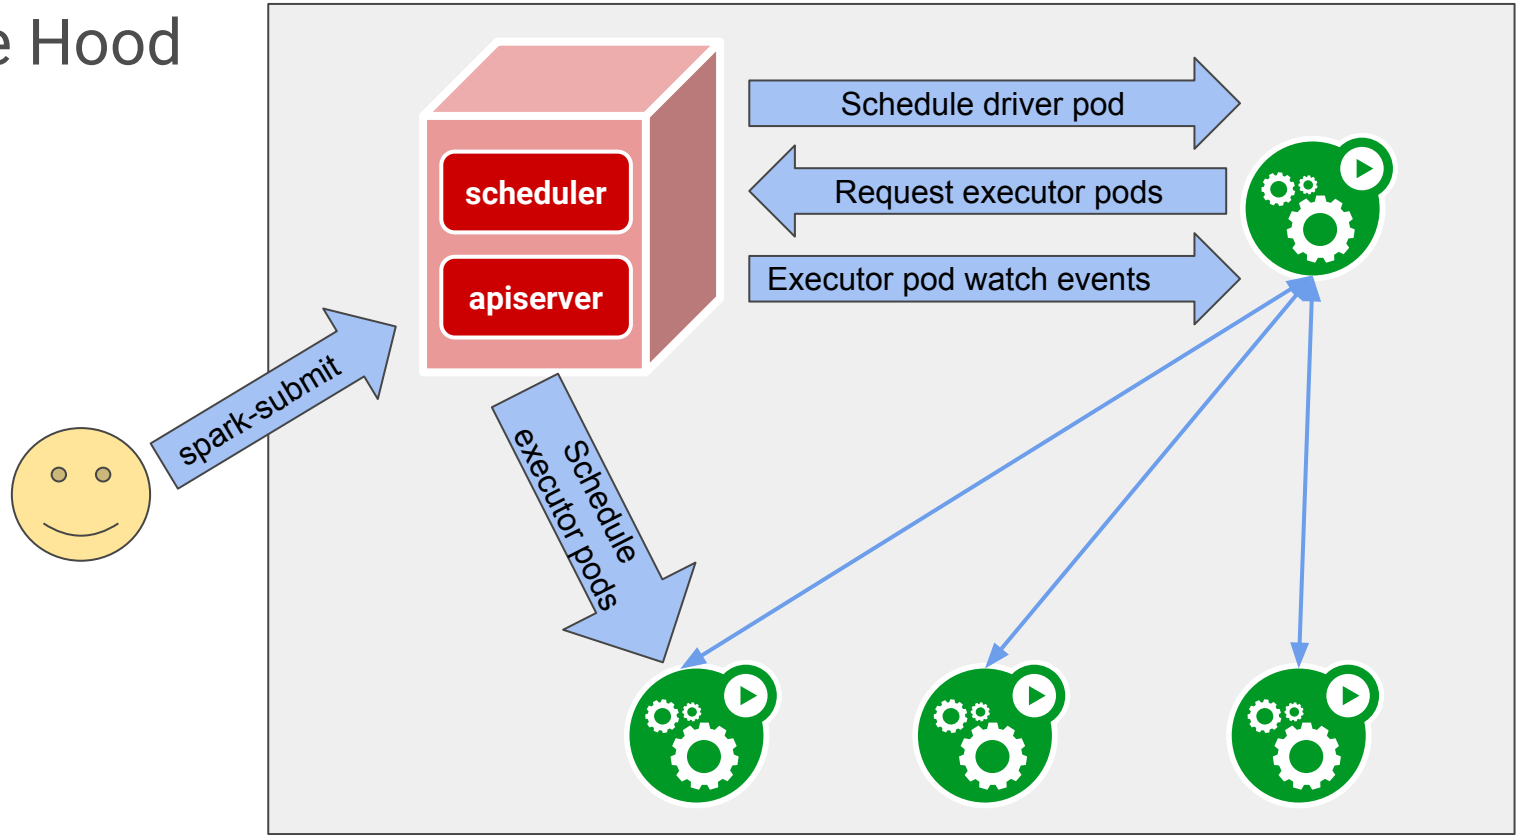 e Hood
Schedule driver pod
scheduler
Request executor pods
apiserver
Executor pod watch events
spark-submit
Schedule
executor pods